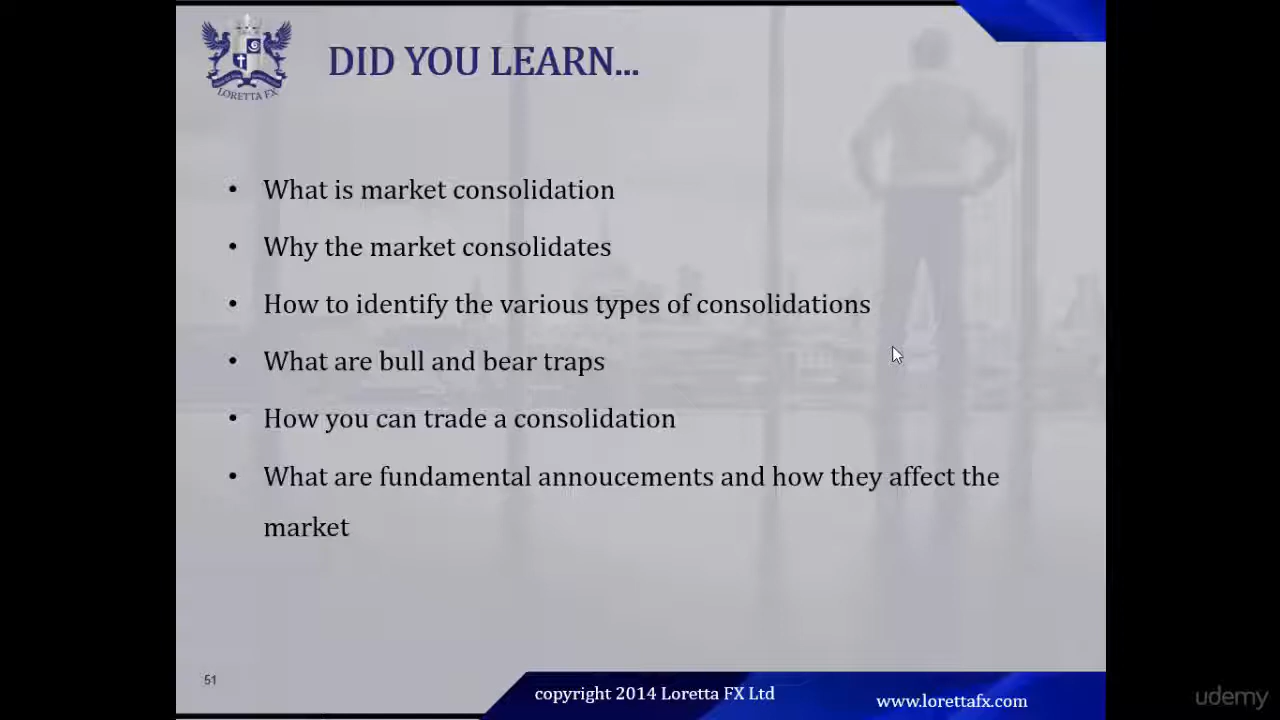 DID YOU LEARN...
LORETTA FX
• What is market consolidation
• Why the market consolidates
• How to identify the various types of consolidations
• What are bull and bear traps
• How you can trade a consolidation
• What are fundamental annoucements and how they affect the
market
51
copyright 2014 Loretta FX Ltd
www.lorettafx.com
udemy